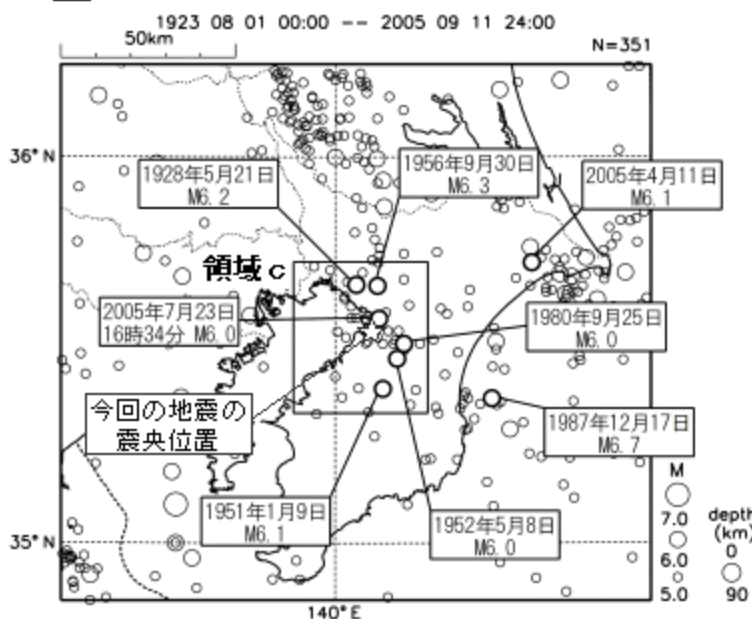 1923 08 01 00:00 -- 2005 09 11 24:00
50km
N=351
36°N
1928年5月21日
M6.2
1956年9月30日
M6.3
2005年4月11日
M6.1
領域c
2005年7月23日
16時34分 M6.0
1980年9月25日
M6.0
今回の地震の
震央位置
1987年12月17日
M6.7
1951年1月9日
M6.1
1952年5月8日
M6.0
M
7.0
6.0
5.0
depth
(km)
0
90
35°N
140°E